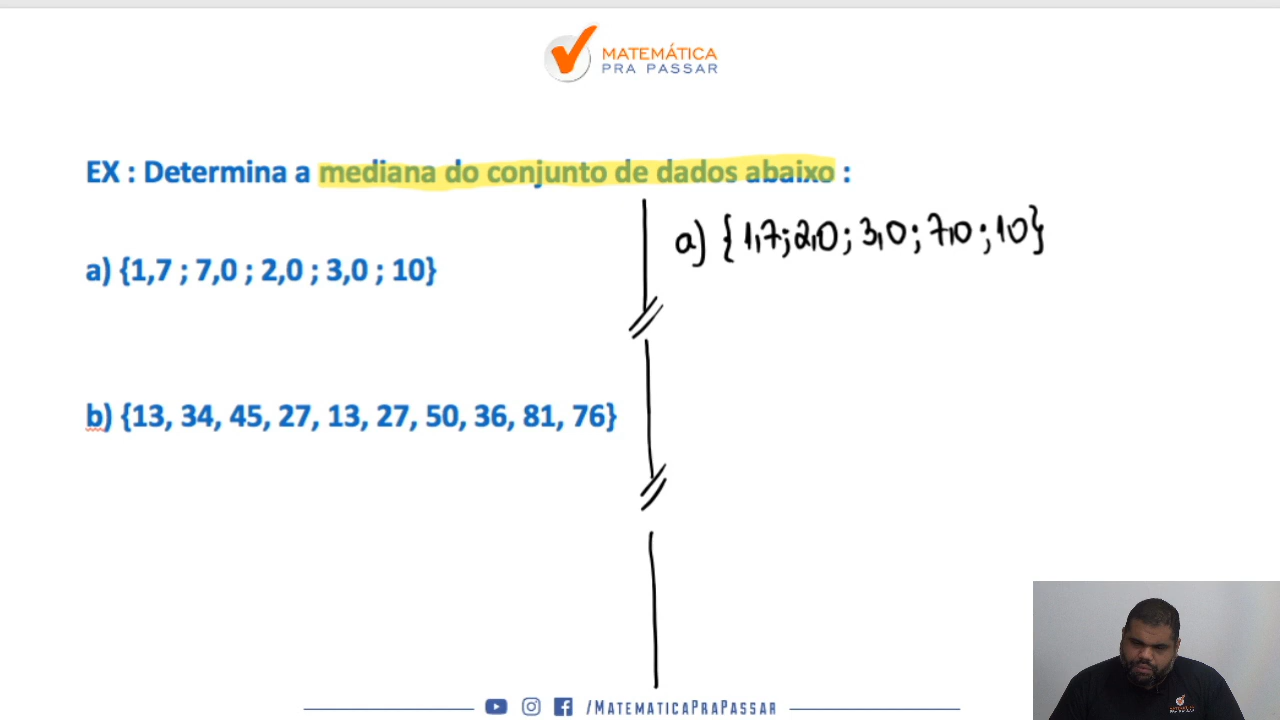 MATEMÁTICA
PRA PASSAR
EX : Determina a mediana do conjunto de dados abaixo :
a) {1,7 ; 7,0 ; 2,0 ; 3,0 ; 10}
a) {1,7; 2,0; 3,0; 7,0; 10}
b) {13, 34, 45, 27, 13, 27, 50, 36, 81, 76}
/MATEMATICAPRAPASSAR